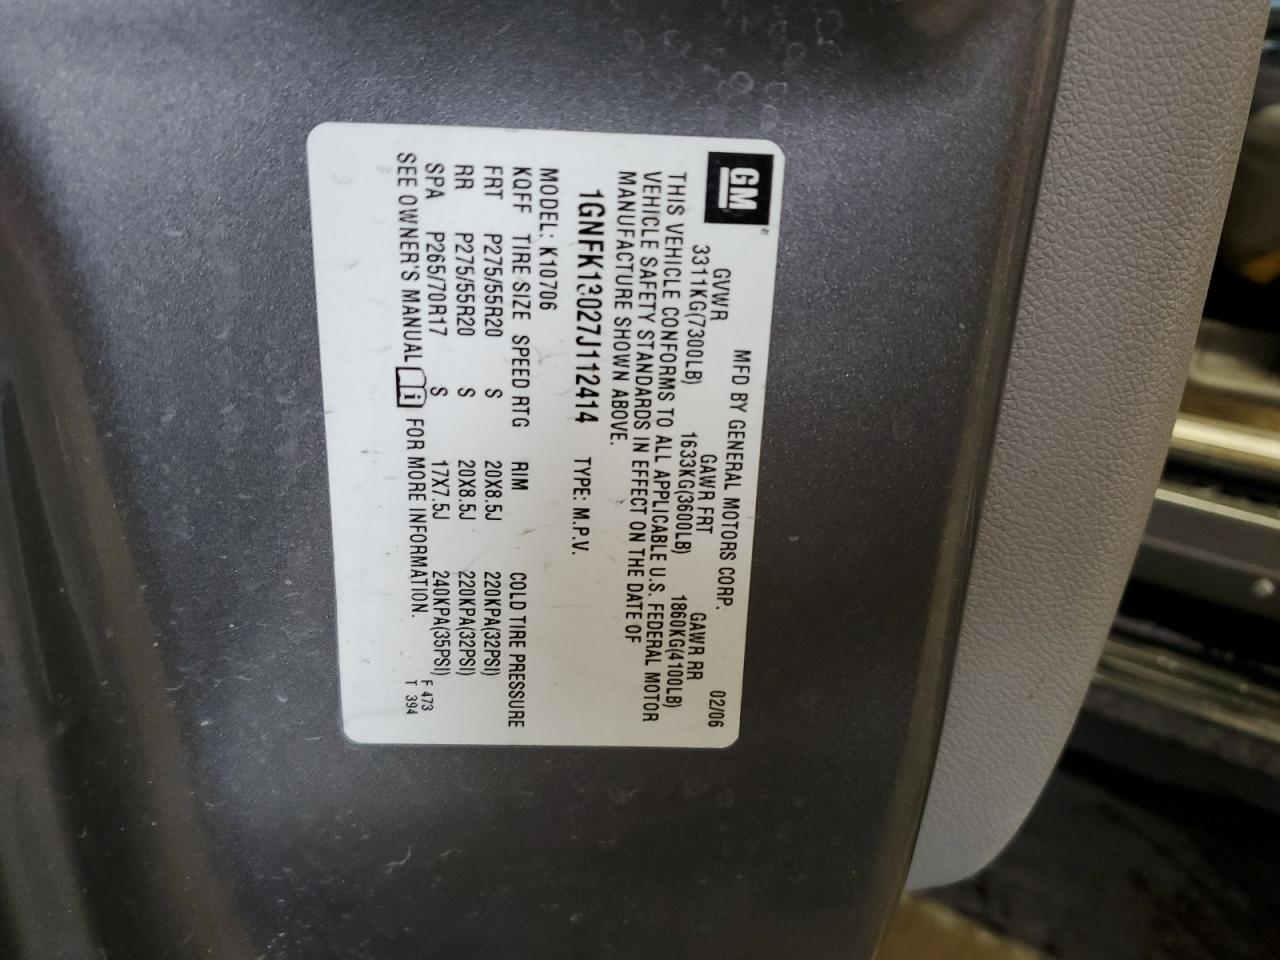 GM
MFD BY GENERAL MOTORS CORP. 02/06
GVWR GAWR FRT GAWR RR
3311KG(7300LB) 1633KG(3600LB) 1860KG(4100LB)
THIS VEHICLE CONFORMS TO ALL APPLICABLE U.S. FEDERAL MOTOR
VEHICLE SAFETY STANDARDS IN EFFECT ON THE DATE OF
MANUFACTURE SHOWN ABOVE.
1GNFK13027J112414 TYPE: M.P.V.
MODEL: K10706
KQFF TIRE SIZE SPEED RTG RIM COLD TIRE PRESSURE
FRT P275/55R20 S 20X8.5J 220KPA(32PSI)
RR P275/55R20 S 20X8.5J 220KPA(32PSI)
SPA P265/70R17 S 17X7.5J 240KPA(35PSI) F 473
SEE OWNER'S MANUAL i FOR MORE INFORMATION. T 394